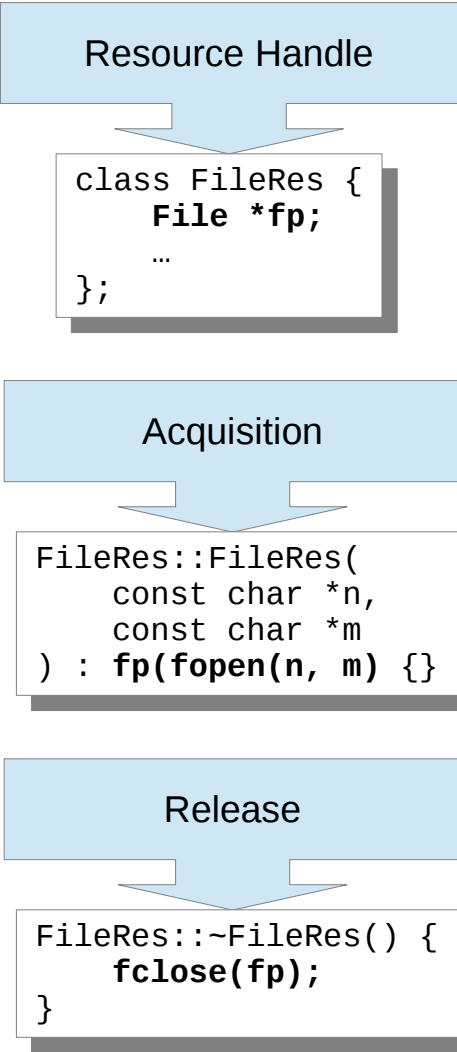 Resource Handle
class FileRes {
    File *fp;
    …
};
Acquisition
FileRes::FileRes(
    const char *n,
    const char *m
) : fp(fopen(n, m) {}
Release
FileRes::~FileRes() {
    fclose(fp);
}